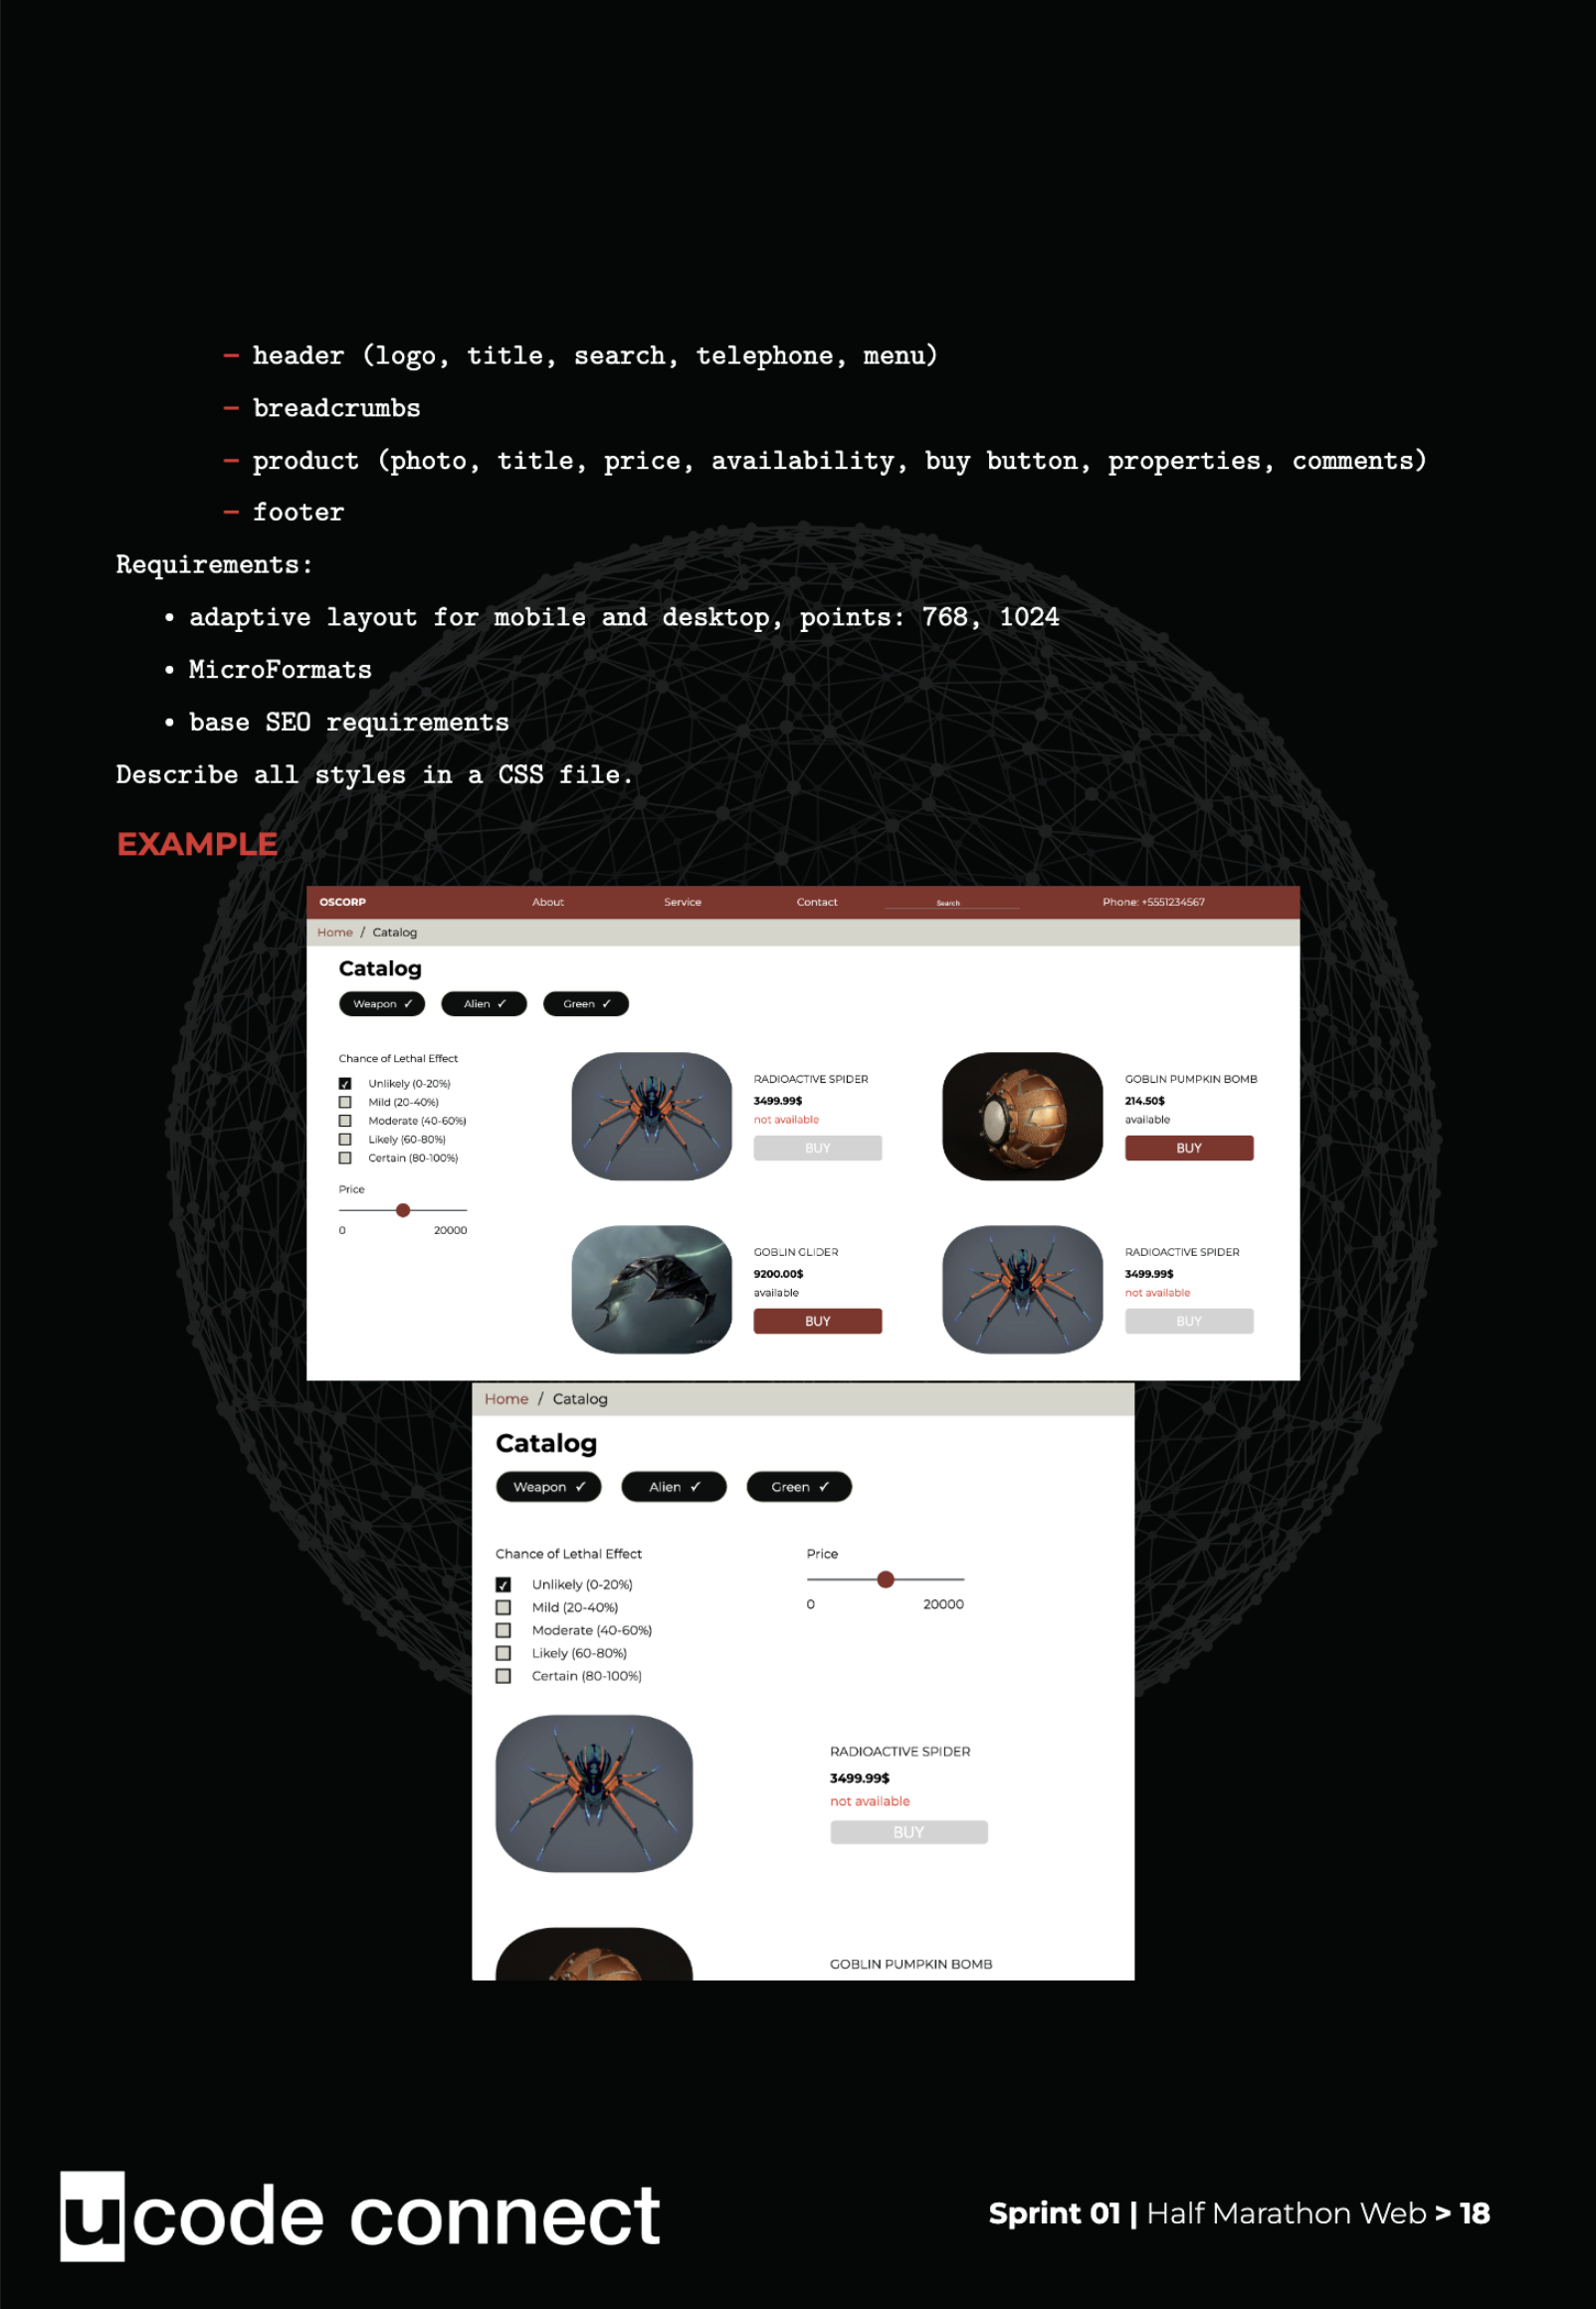 – header (logo, title, search, telephone, menu)
– breadcrumbs
– product (photo, title, price, availability, buy button, properties, comments)
– footer
Requirements:
• adaptive layout for mobile and desktop, points: 768, 1024
• MicroFormats
• base SEO requirements
Describe all styles in a CSS file.
EXAMPLE
OSCORP About Service Contact Search Phone: +5551234567
Home / Catalog
Catalog
Weapon ✓ Alien ✓ Green ✓
Chance of Lethal Effect
Unlikely (0-20%)
Mild (20-40%)
Moderate (40-60%)
Likely (60-80%)
Certain (80-100%)
Price
0 20000
RADIOACTIVE SPIDER
3499.99$
not available
BUY
GOBLIN PUMPKIN BOMB
214.50$
available
BUY
GOBLIN GLIDER
9200.00$
available
BUY
RADIOACTIVE SPIDER
3499.99$
not available
BUY
Home / Catalog
Catalog
Weapon ✓ Alien ✓ Green ✓
Chance of Lethal Effect
Unlikely (0-20%)
Mild (20-40%)
Moderate (40-60%)
Likely (60-80%)
Certain (80-100%)
Price
0 20000
RADIOACTIVE SPIDER
3499.99$
not available
BUY
GOBLIN PUMPKIN BOMB
ucode connect
Sprint 01 | Half Marathon Web > 18